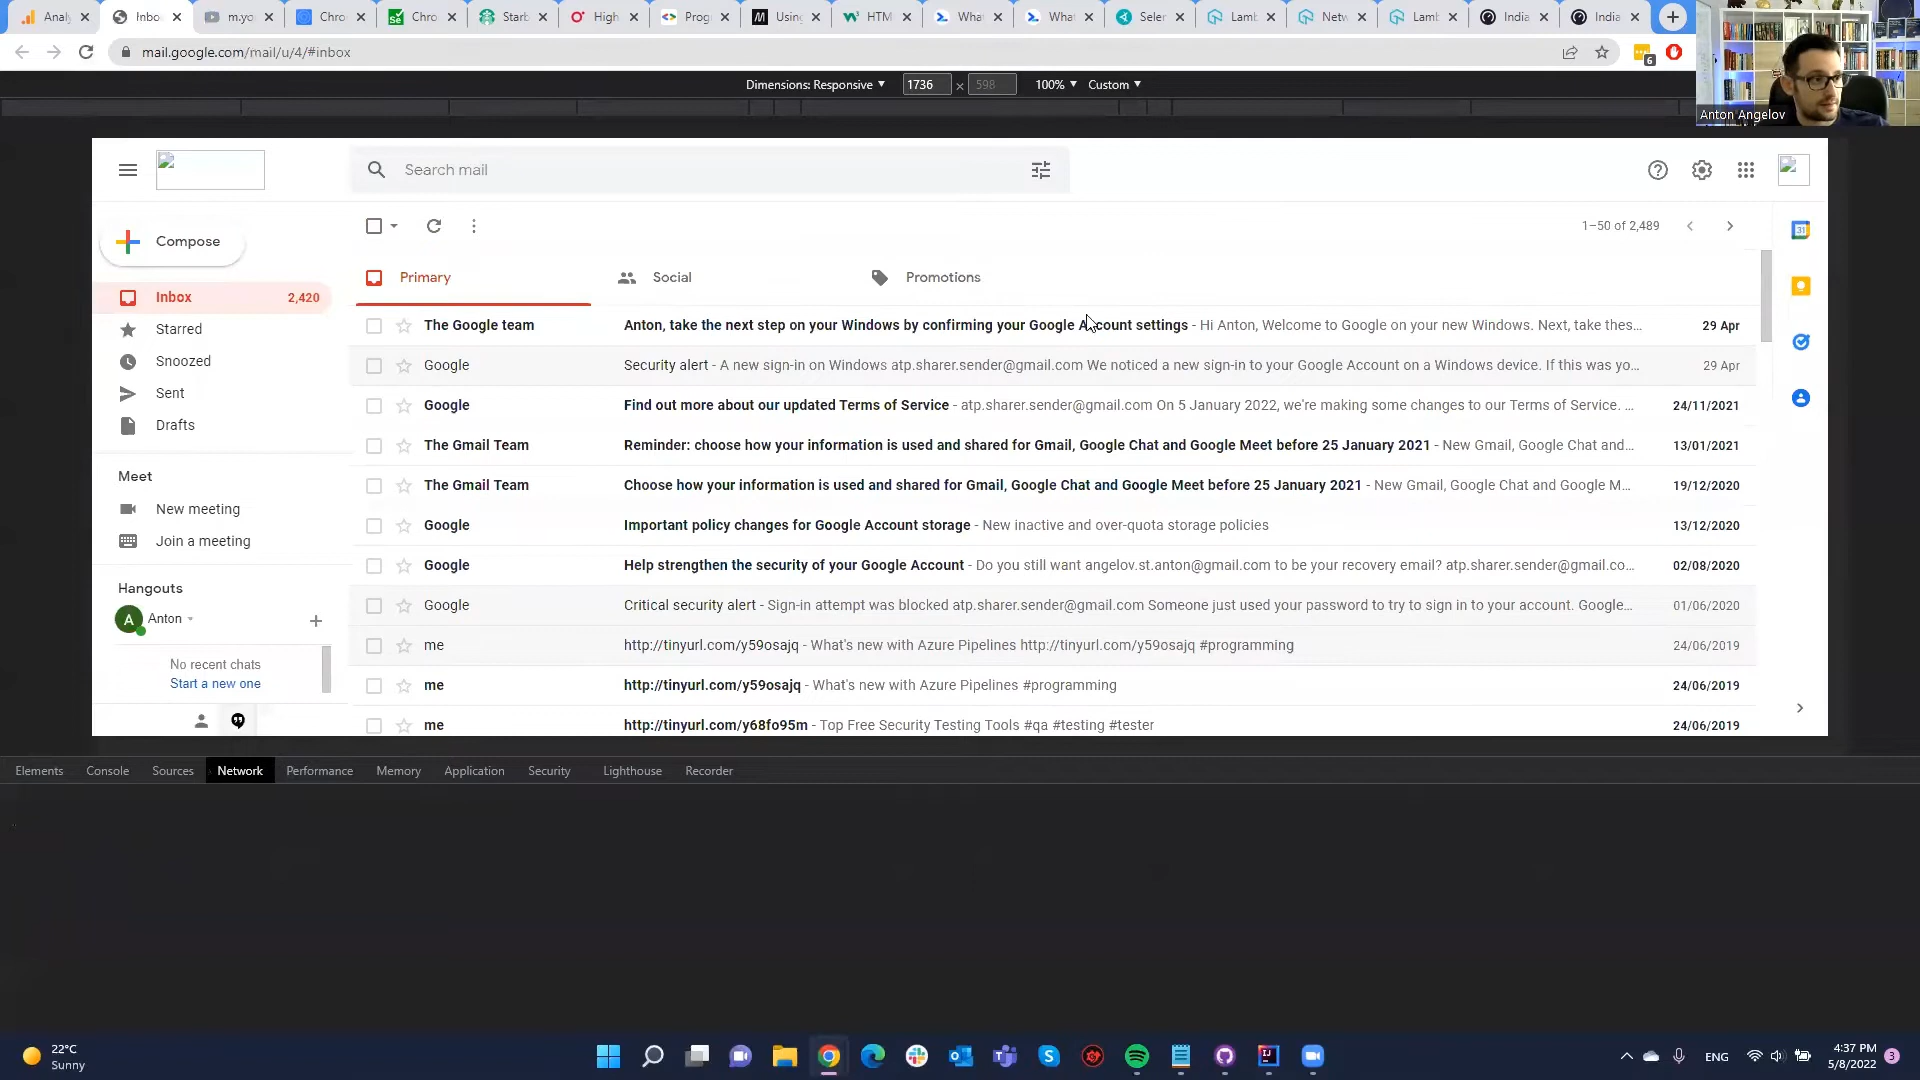 Analy
Inbo
m.yo
Chro
Chro
Starb
High
Progr
Using
HTM
What
What
Seler
Lamb
Netw
Lamb
India
India
mail.google.com/mail/u/4/#inbox
6
Dimensions: Responsive
1736
×
598
100%
Custom
Anton Angelov
Search mail
Compose
1–50 of 2,489
31
Inbox
2,420
Primary
Social
Promotions
Starred
Snoozed
Sent
Drafts
Meet
New meeting
Join a meeting
Hangouts
A
Anton
No recent chats
Start a new one
The Google team
Anton, take the next step on your Windows by confirming your Google Account settings - Hi Anton, Welcome to Google on your new Windows. Next, take thes...
29 Apr
Google
Security alert - A new sign-in on Windows atp.sharer.sender@gmail.com We noticed a new sign-in to your Google Account on a Windows device. If this was yo...
29 Apr
Google
Find out more about our updated Terms of Service - atp.sharer.sender@gmail.com On 5 January 2022, we're making some changes to our Terms of Service. ...
24/11/2021
The Gmail Team
Reminder: choose how your information is used and shared for Gmail, Google Chat and Google Meet before 25 January 2021 - New Gmail, Google Chat and...
13/01/2021
The Gmail Team
Choose how your information is used and shared for Gmail, Google Chat and Google Meet before 25 January 2021 - New Gmail, Google Chat and Google M...
19/12/2020
Google
Important policy changes for Google Account storage - New inactive and over-quota storage policies
13/12/2020
Google
Help strengthen the security of your Google Account - Do you still want angelov.st.anton@gmail.com to be your recovery email? atp.sharer.sender@gmail.co...
02/08/2020
Google
Critical security alert - Sign-in attempt was blocked atp.sharer.sender@gmail.com Someone just used your password to try to sign in to your account. Google...
01/06/2020
me
http://tinyurl.com/y59osajq - What's new with Azure Pipelines http://tinyurl.com/y59osajq #programming
24/06/2019
me
http://tinyurl.com/y59osajq - What's new with Azure Pipelines #programming
24/06/2019
me
http://tinyurl.com/y68fo95m - Top Free Security Testing Tools #qa #testing #tester
24/06/2019
Elements
Console
Sources
Network
Performance
Memory
Application
Security
Lighthouse
Recorder
22°C
Sunny
ENG
4:37 PM
5/8/2022
3